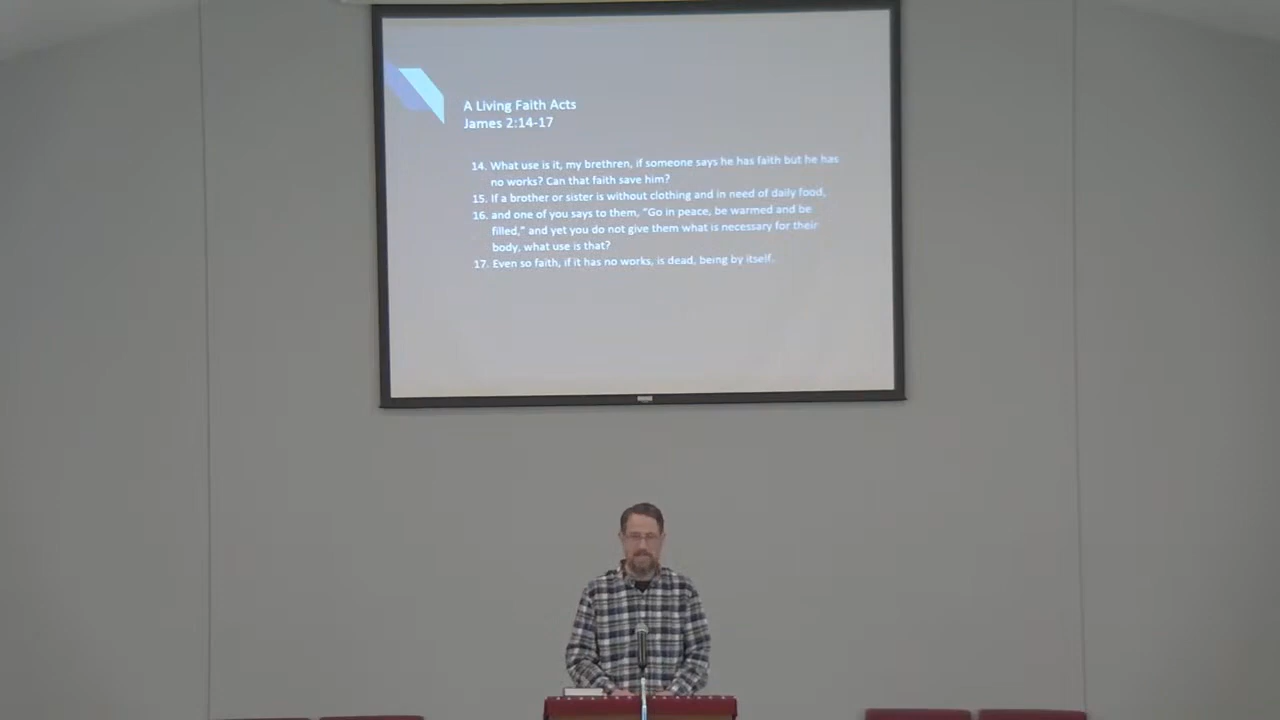 A Living Faith Acts
James 2:14-17
14. What use is it, my brethren, if someone says he has faith but he has
no works? Can that faith save him?
15. If a brother or sister is without clothing and in need of daily food,
16. and one of you says to them, "Go in peace, be warmed and be
filled," and yet you do not give them what is necessary for their
body, what use is that?
17. Even so faith, if it has no works, is dead, being by itself.